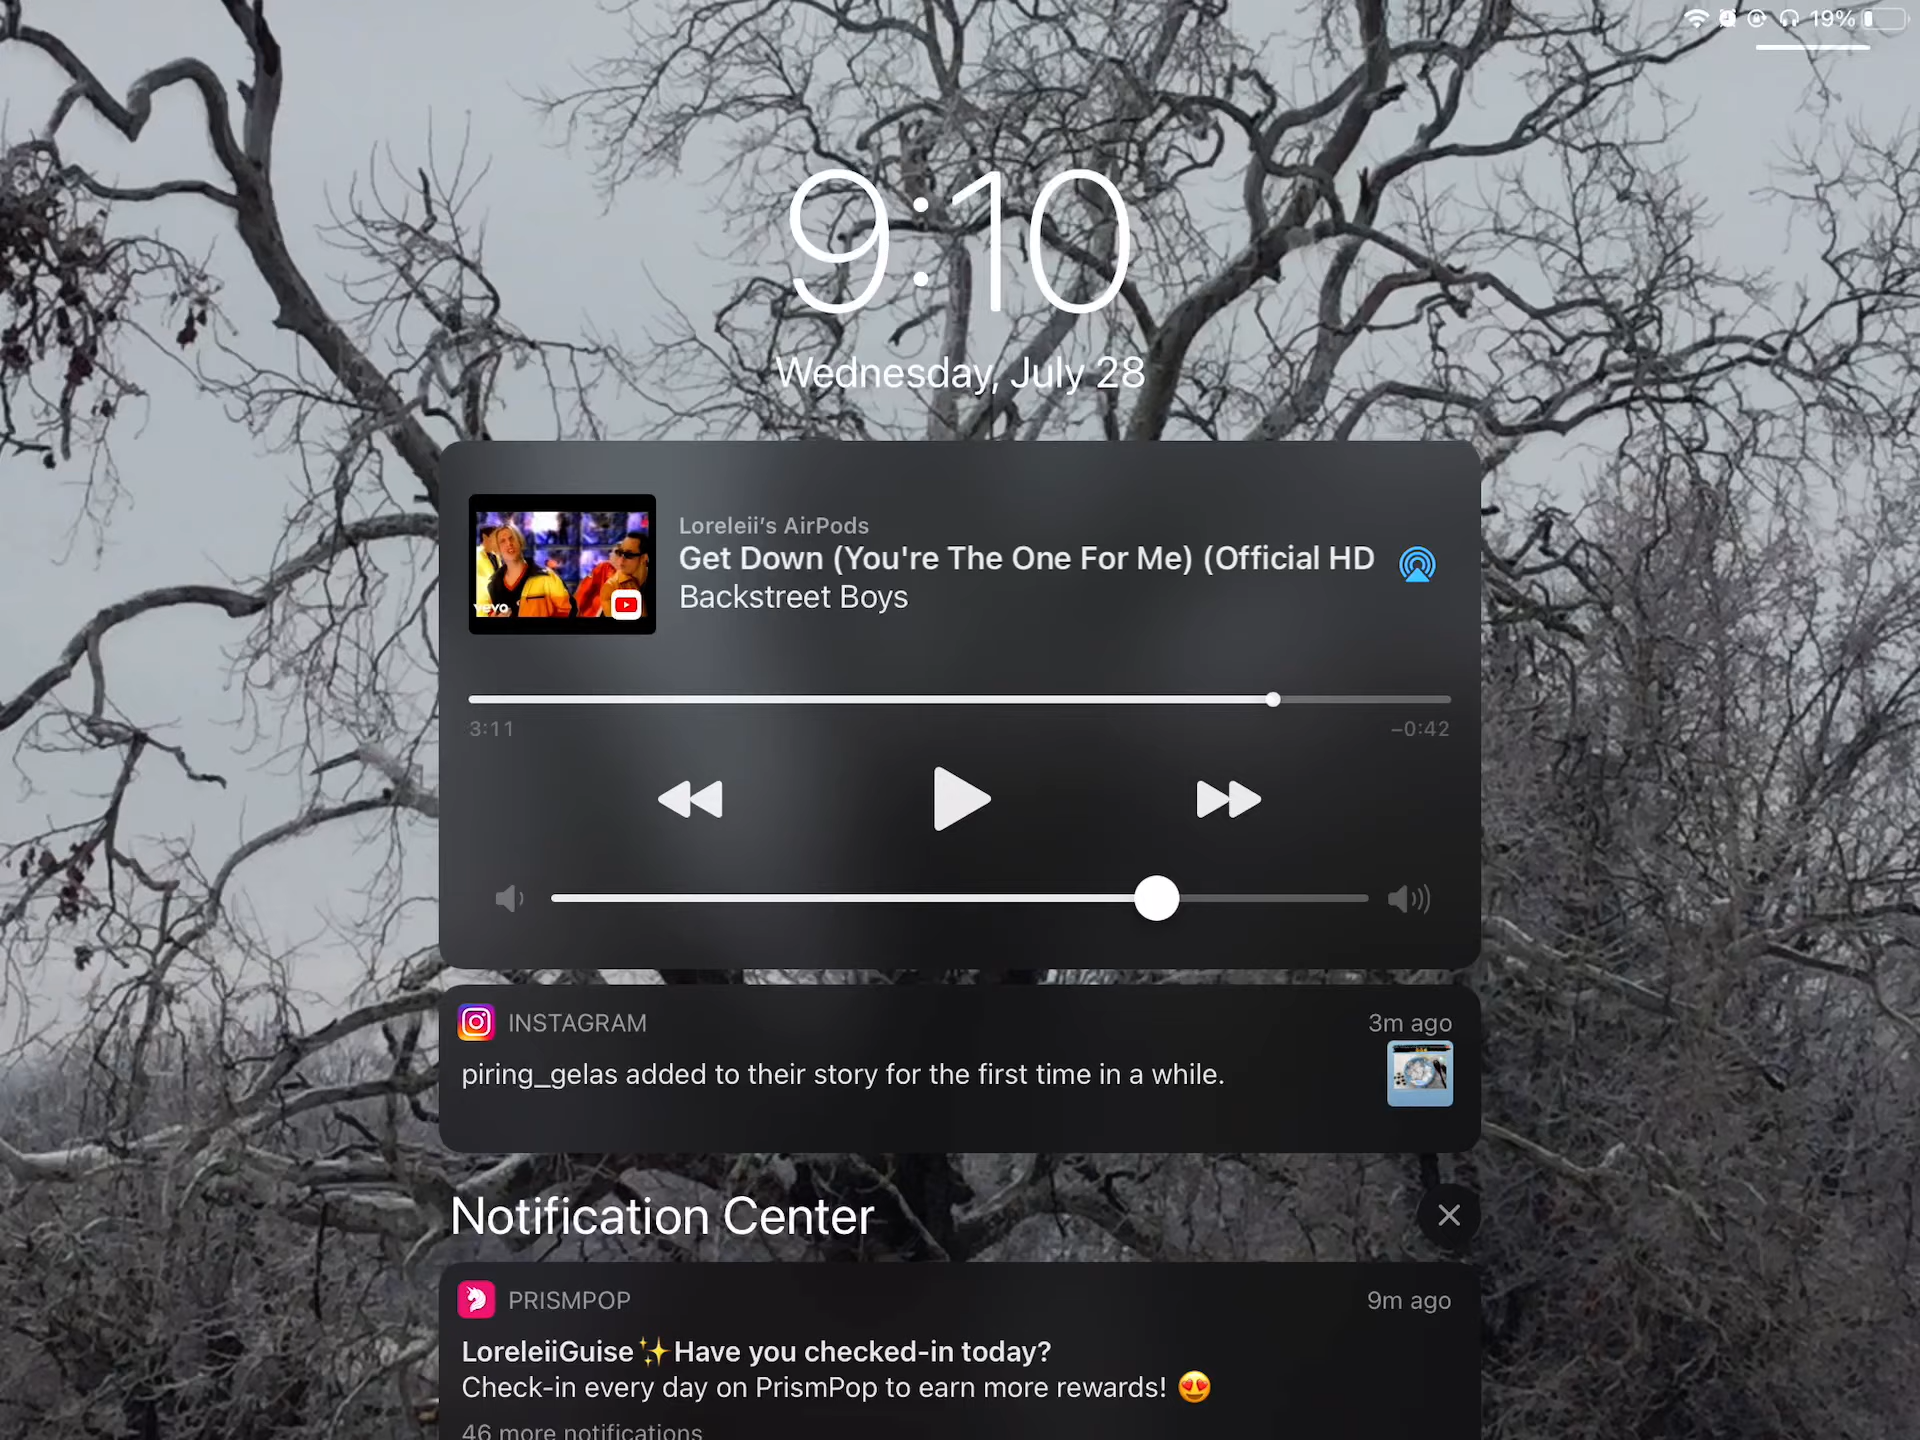 19%
9:10
Wednesday, July 28
Loreleii's AirPods
Get Down (You're The One For Me) (Official HD
Backstreet Boys
vevo
3:11
−0:42
INSTAGRAM
3m ago
piring_gelas added to their story for the first time in a while.
Notification Center
PRISMPOP
9m ago
LoreleiiGuise✨Have you checked-in today?
Check-in every day on PrismPop to earn more rewards! 😍
46 more notifications